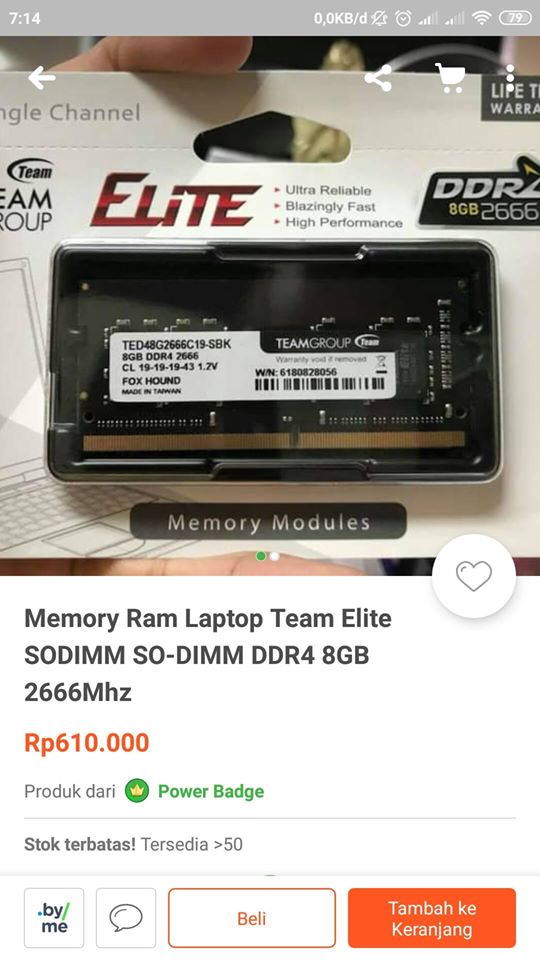 7:14 0,0KB/d 79
ngle Channel
LIFE TI
WARRA
Team
EAM
ROUP
ELiTE
▸ Ultra Reliable
▸ Blazingly Fast
▸ High Performance
DDR4
8GB 2666
TED48G2666C19-SBK
8GB DDR4 2666
CL 19-19-19-43 1.2V
FOX HOUND
MADE IN TAIWAN
TEAMGROUP Team
Warranty void if removed
W/N: 6180828056
Memory Modules
Memory Ram Laptop Team Elite
SODIMM SO-DIMM DDR4 8GB
2666Mhz
Rp610.000
Produk dari Power Badge
Stok terbatas! Tersedia >50
.by/
me
Beli
Tambah ke
Keranjang